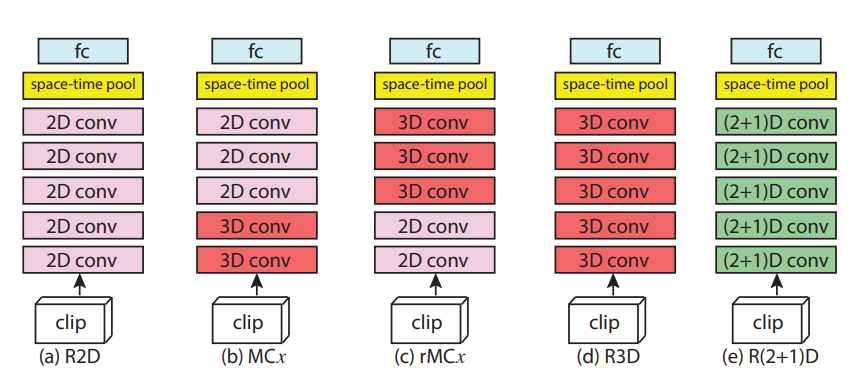 fc fc fc fc fc
space-time pool space-time pool space-time pool space-time pool space-time pool
2D conv 2D conv 3D conv 3D conv (2+1)D conv
2D conv 2D conv 3D conv 3D conv (2+1)D conv
2D conv 2D conv 3D conv 3D conv (2+1)D conv
2D conv 3D conv 2D conv 3D conv (2+1)D conv
2D conv 3D conv 2D conv 3D conv (2+1)D conv
clip clip clip clip clip
(a) R2D (b) MCx (c) rMCx (d) R3D (e) R(2+1)D